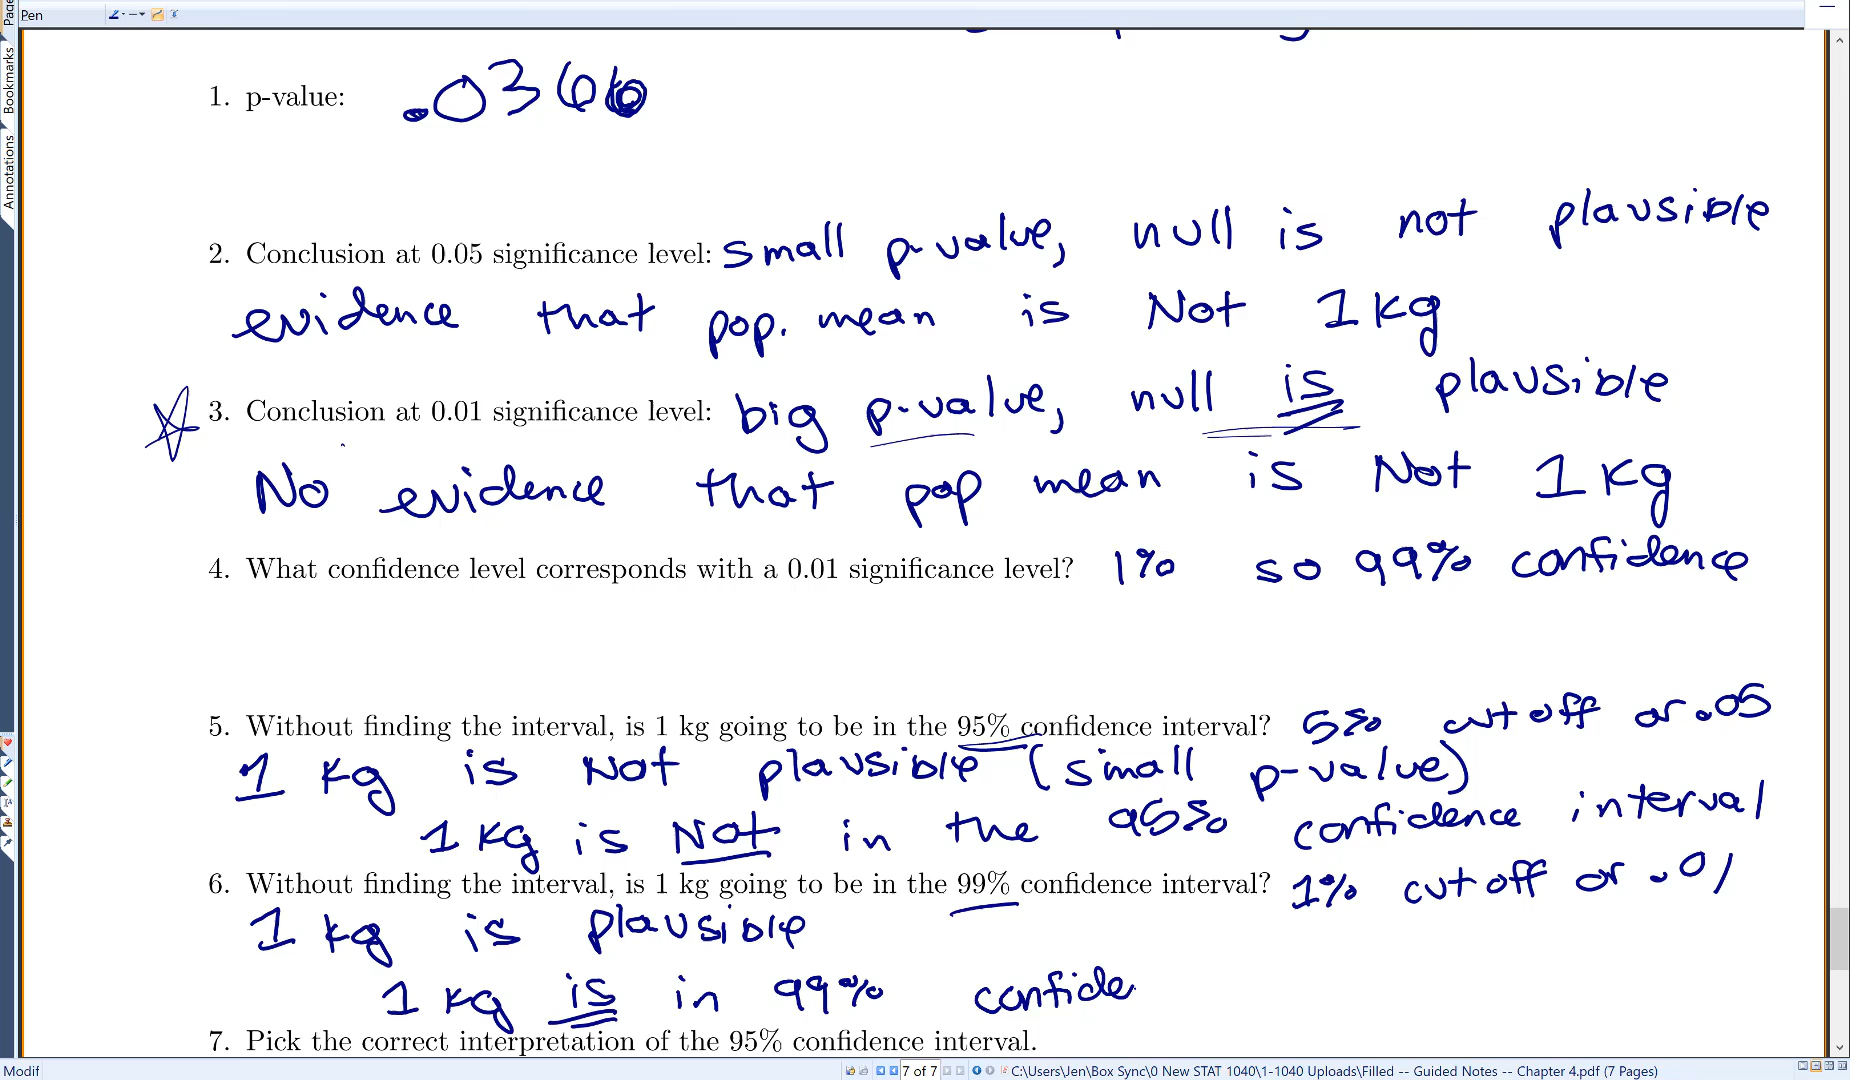 Pen
Page
Bookmarks
Annotations
1. p-value: .0366
2. Conclusion at 0.05 significance level: small p-value, null is not plausible
evidence that pop. mean is Not 1 kg
3. Conclusion at 0.01 significance level: big p-value, null is plausible
No evidence that pop mean is Not 1 kg
4. What confidence level corresponds with a 0.01 significance level? 1% so 99% confidence
5. Without finding the interval, is 1 kg going to be in the 95% confidence interval? 5% cutoff or .05
1 kg is Not plausible (small p-value)
1 kg is Not in the 95% confidence interval
6. Without finding the interval, is 1 kg going to be in the 99% confidence interval? 1% cutoff or .01
1 kg is plausible
1 kg is in 99% confide
7. Pick the correct interpretation of the 95% confidence interval.
Modif
7 of 7
C:\Users\Jen\Box Sync\0 New STAT 1040\1-1040 Uploads\Filled -- Guided Notes -- Chapter 4.pdf (7 Pages)